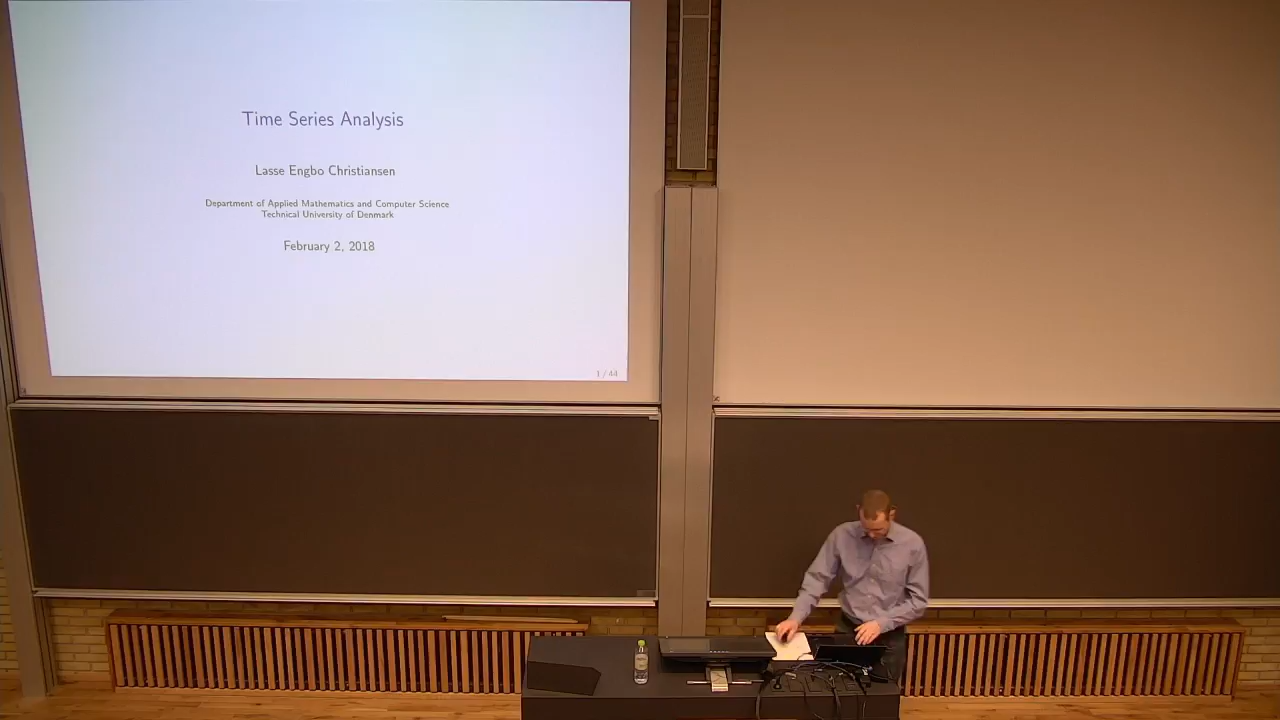 Time Series Analysis
Lasse Engbo Christiansen
Department of Applied Mathematics and Computer Science
Technical University of Denmark
February 2, 2018
1 / 44